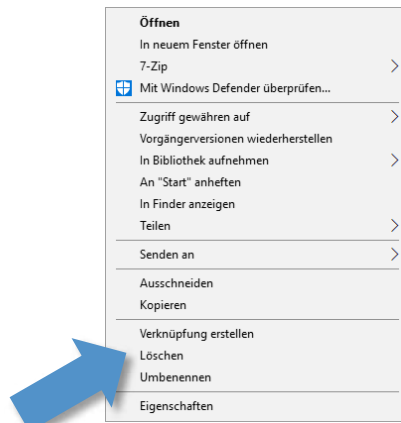 Öffnen
In neuem Fenster öffnen
7-Zip
Mit Windows Defender überprüfen...
Zugriff gewähren auf
Vorgängerversionen wiederherstellen
In Bibliothek aufnehmen
An "Start" anheften
In Finder anzeigen
Teilen
Senden an
Ausschneiden
Kopieren
Verknüpfung erstellen
Löschen
Umbenennen
Eigenschaften